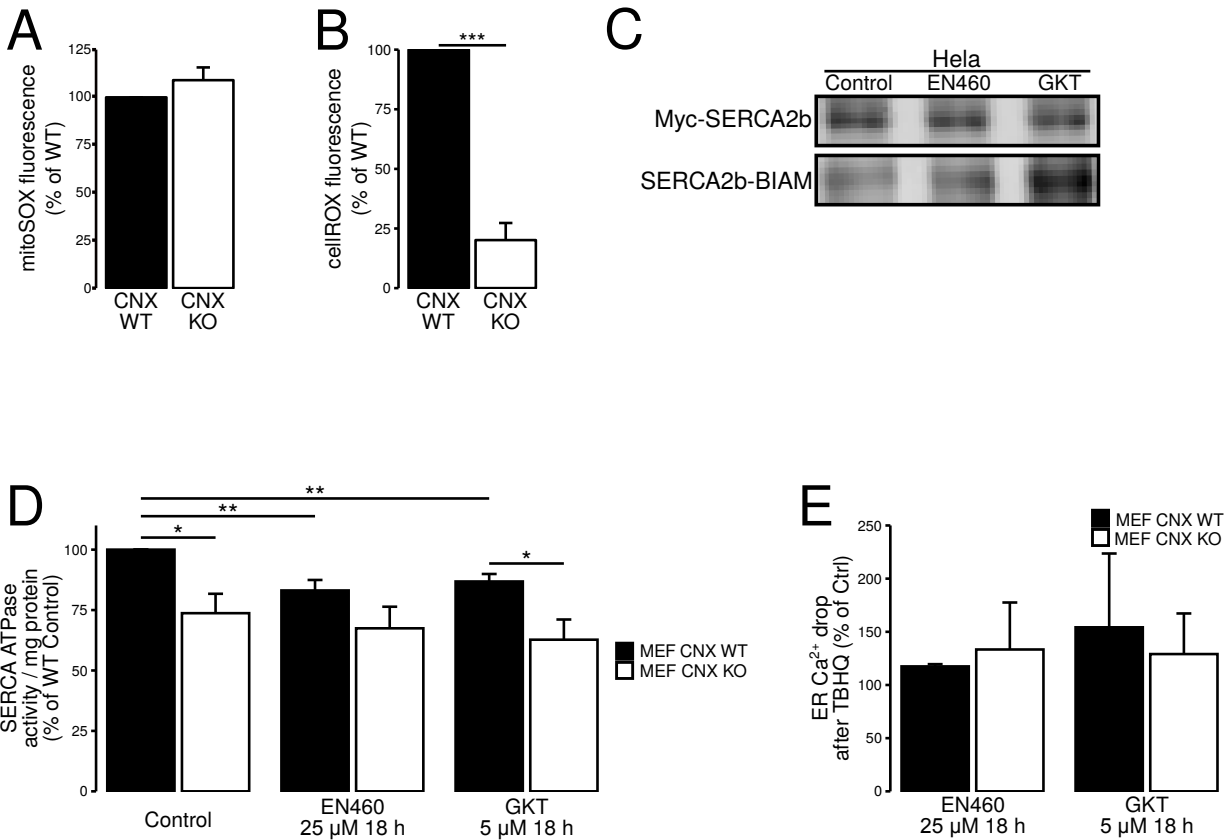 A
125
100
75
50
25
0
mitoSOX fluorescence
(% of WT)
CNX
WT
CNX
KO
B
100
75
50
25
0
cellROX fluorescence
(% of WT)
***
CNX
WT
CNX
KO
C
Hela
Control EN460 GKT
Myc-SERCA2b
SERCA2b-BIAM
D
100
75
50
25
0
SERCA ATPase
activity / mg protein
(% of WT Control)
**
**
*
*
Control
EN460
25 µM 18 h
GKT
5 µM 18 h
MEF CNX WT
MEF CNX KO
E
250
200
150
100
50
0
ER Ca²⁺ drop
after TBHQ (% of Ctrl)
MEF CNX WT
MEF CNX KO
EN460
25 µM 18 h
GKT
5 µM 18 h